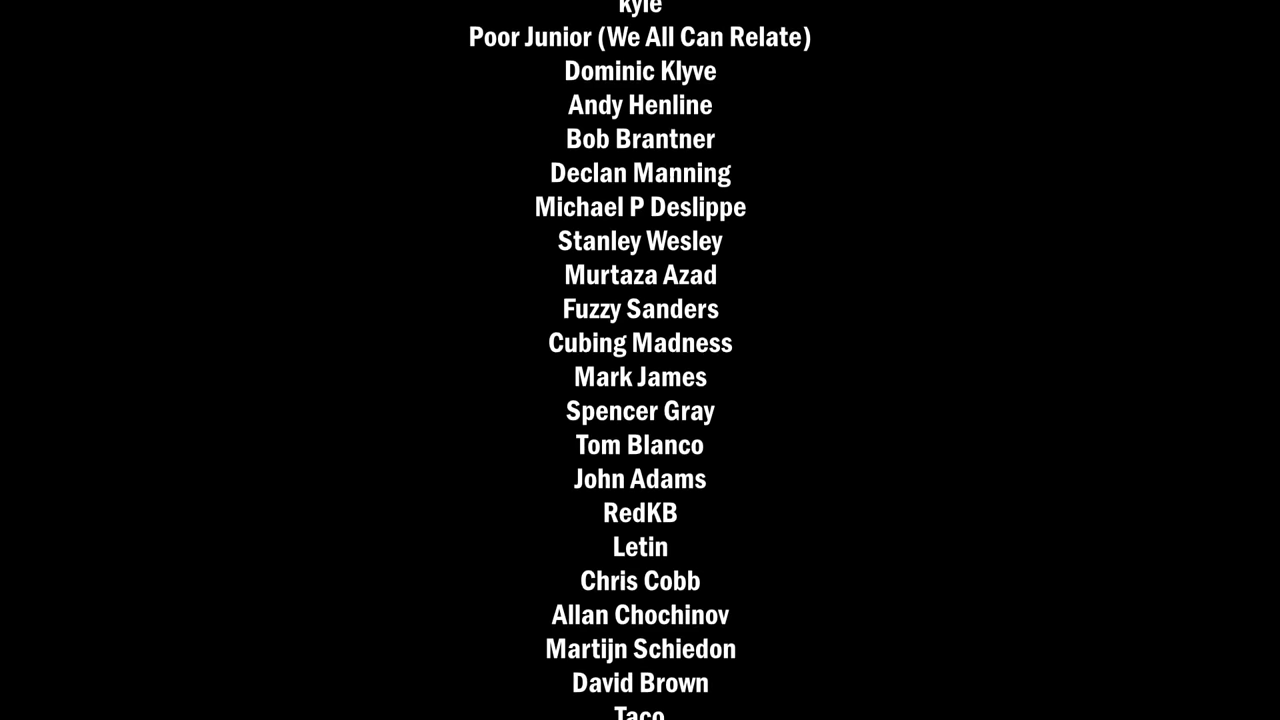 kyle
Poor Junior (We All Can Relate)
Dominic Klyve
Andy Henline
Bob Brantner
Declan Manning
Michael P Deslippe
Stanley Wesley
Murtaza Azad
Fuzzy Sanders
Cubing Madness
Mark James
Spencer Gray
Tom Blanco
John Adams
RedKB
Letin
Chris Cobb
Allan Chochinov
Martijn Schiedon
David Brown
Taco